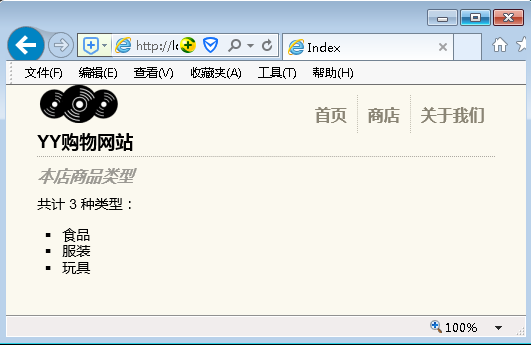 http://lo
Index
文件(F) 编辑(E) 查看(V) 收藏夹(A) 工具(T) 帮助(H)
首页 商店 关于我们
YY购物网站
本店商品类型
共计 3 种类型：
食品
服装
玩具
100%